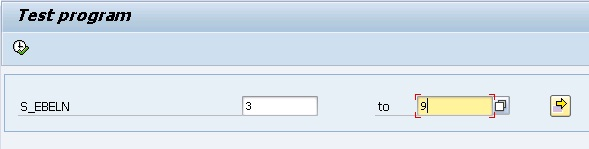 Test program
S_EBELN 3 to 9